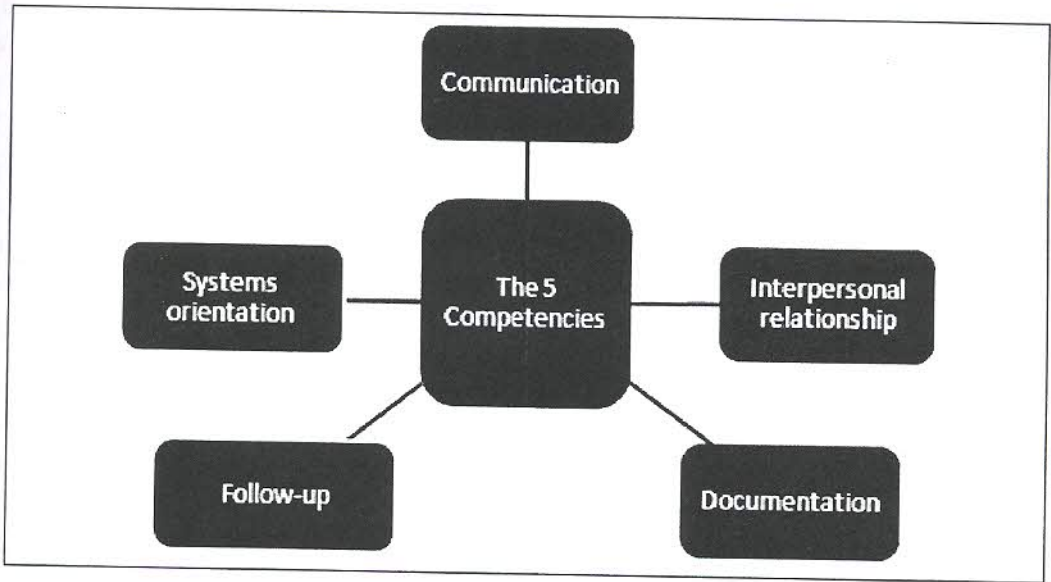 Communication
The 5
Competencies
Interpersonal
relationship
Documentation
Follow-up
Systems
orientation